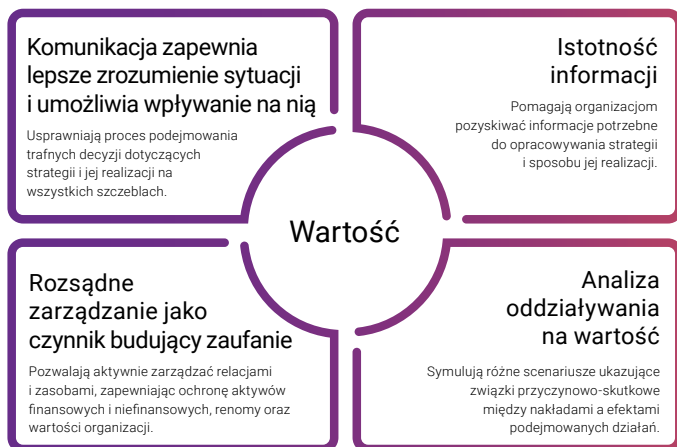 Komunikacja zapewnia
lepsze zrozumienie sytuacji
i umożliwia wpływanie na nią
Usprawniają proces podejmowania
trafnych decyzji dotyczących
strategii i jej realizacji na
wszystkich szczeblach.
Istotność
informacji
Pomagają organizacjom
pozyskiwać informacje potrzebne
do opracowywania strategii
i sposobu jej realizacji.
Wartość
Rozsądne
zarządzanie jako
czynnik budujący zaufanie
Pozwalają aktywnie zarządzać relacjami
i zasobami, zapewniając ochronę aktywów
finansowych i niefinansowych, renomy oraz
wartości organizacji.
Analiza
oddziaływania
na wartość
Symulują różne scenariusze ukazujące
związki przyczynowo-skutkowe
między nakładami a efektami
podejmowanych działań.